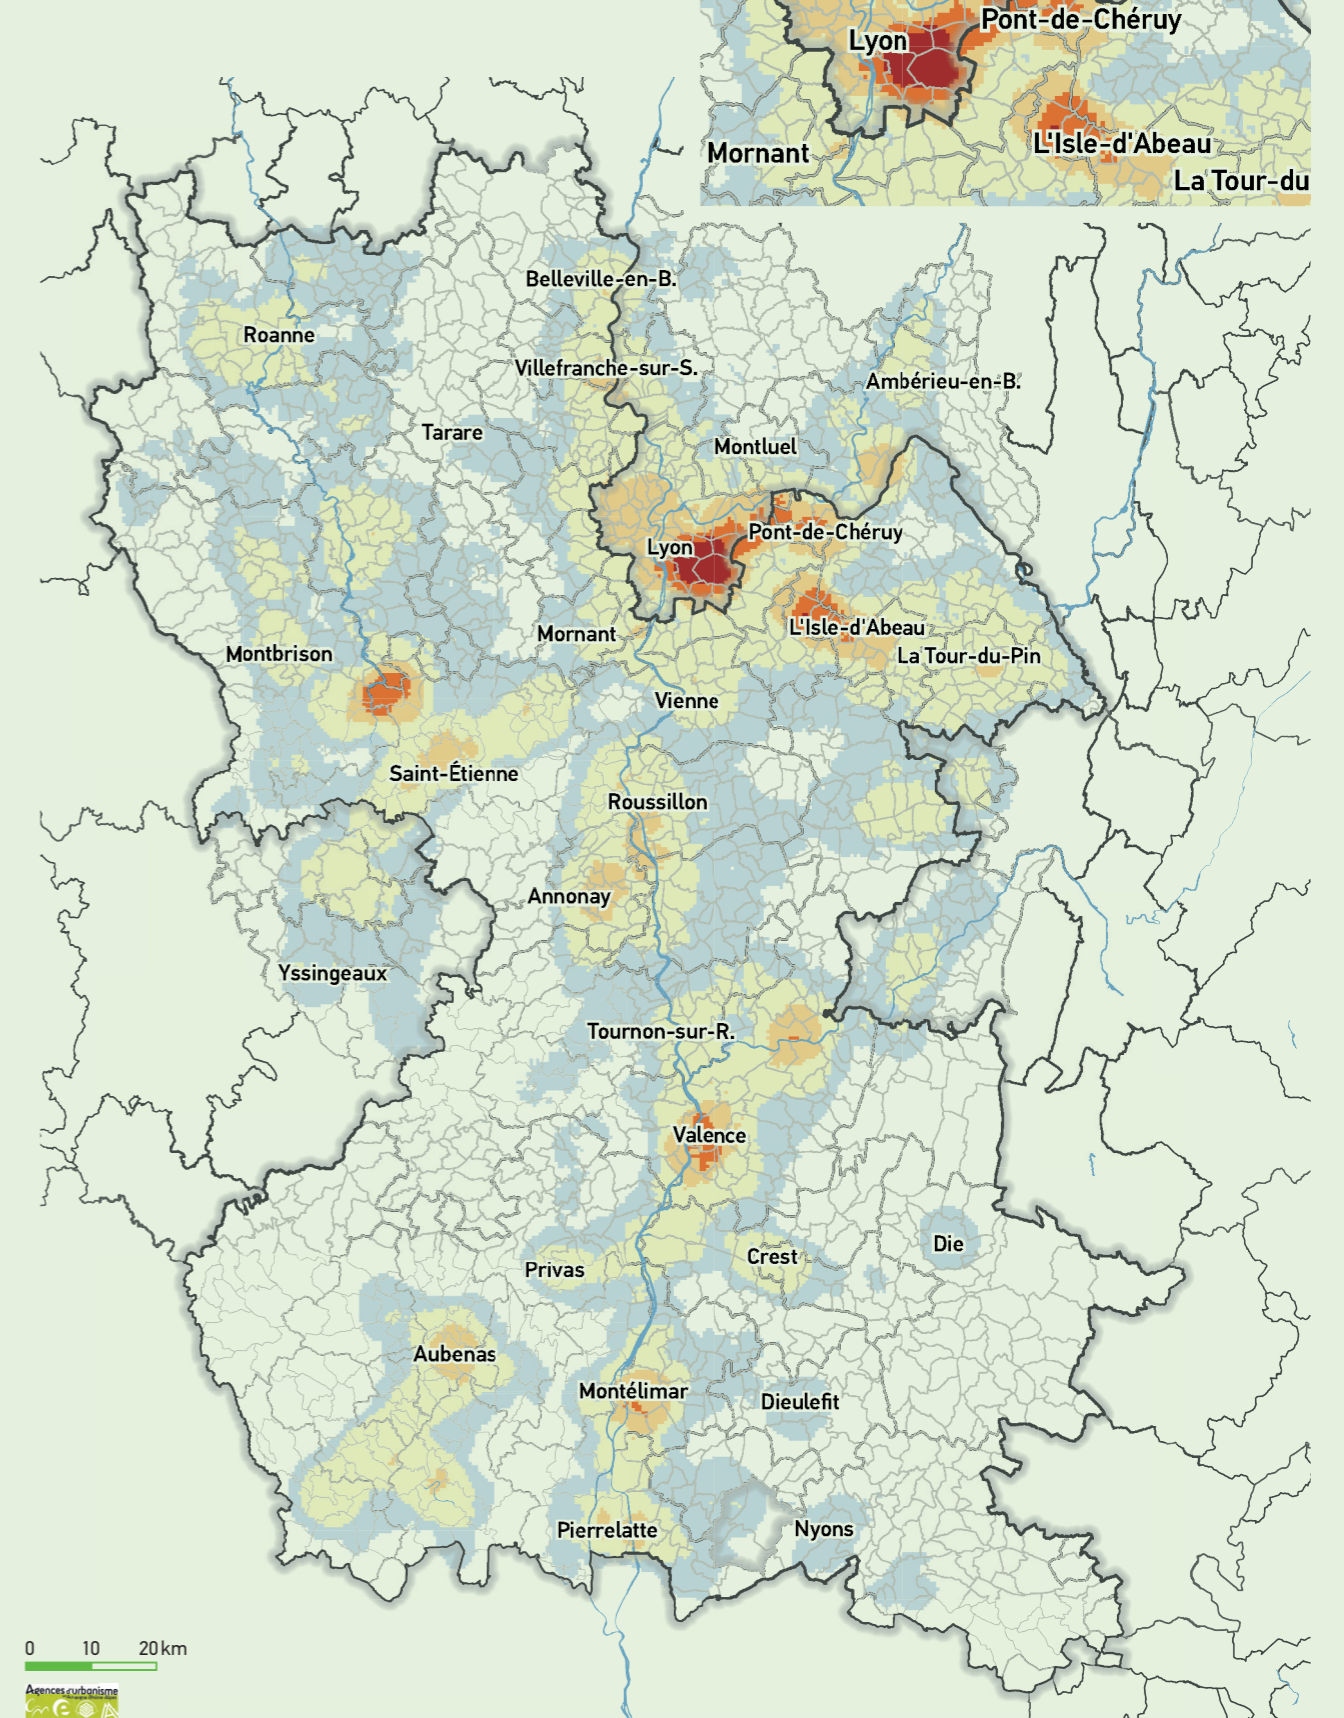 Pont-de-Chéruy
Lyon
L'Isle-d'Abeau
Mornant
La Tour-du
Belleville-en-B.
Roanne
Villefranche-sur-S.
Ambérieu-en-B.
Tarare
Montluel
Pont-de-Chéruy
Lyon
L'Isle-d'Abeau
Mornant
Montbrison
La Tour-du-Pin
Vienne
Saint-Étienne
Roussillon
Annonay
Yssingeaux
Tournon-sur-R.
Valence
Die
Crest
Privas
Aubenas
Montélimar
Dieulefit
Pierrelatte
Nyons
0 10 20 km
Agences d'urbanisme